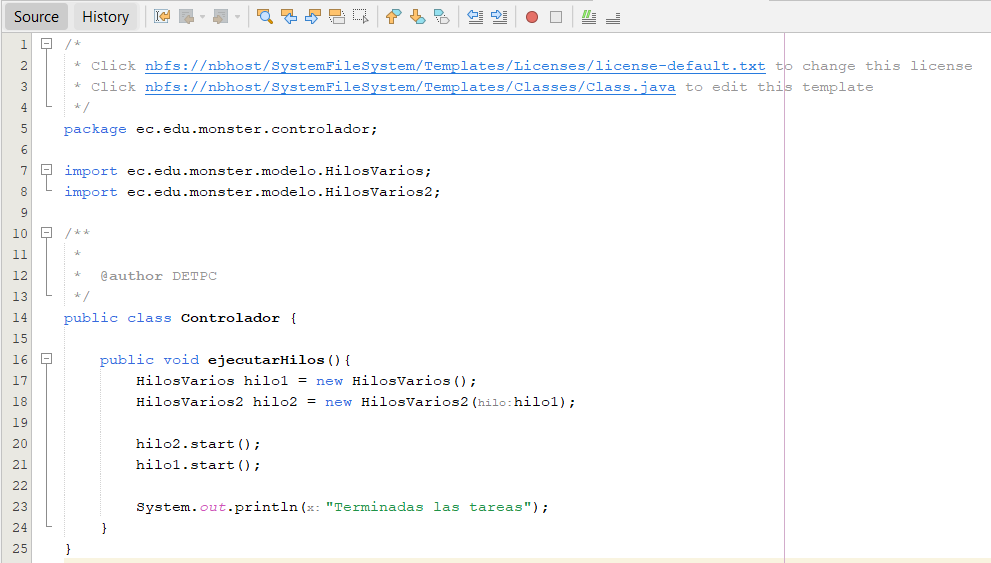 Source History
1 /*
2 * Click nbfs://nbhost/SystemFileSystem/Templates/Licenses/license-default.txt to change this license
3 * Click nbfs://nbhost/SystemFileSystem/Templates/Classes/Class.java to edit this template
4 */
5 package ec.edu.monster.controlador;
6
7 import ec.edu.monster.modelo.HilosVarios;
8 import ec.edu.monster.modelo.HilosVarios2;
9
10 /**
11 *
12 * @author DETPC
13 */
14 public class Controlador {
15
16 public void ejecutarHilos(){
17 HilosVarios hilo1 = new HilosVarios();
18 HilosVarios2 hilo2 = new HilosVarios2(hilo:hilo1);
19
20 hilo2.start();
21 hilo1.start();
22
23 System.out.println(x:"Terminadas las tareas");
24 }
25 }